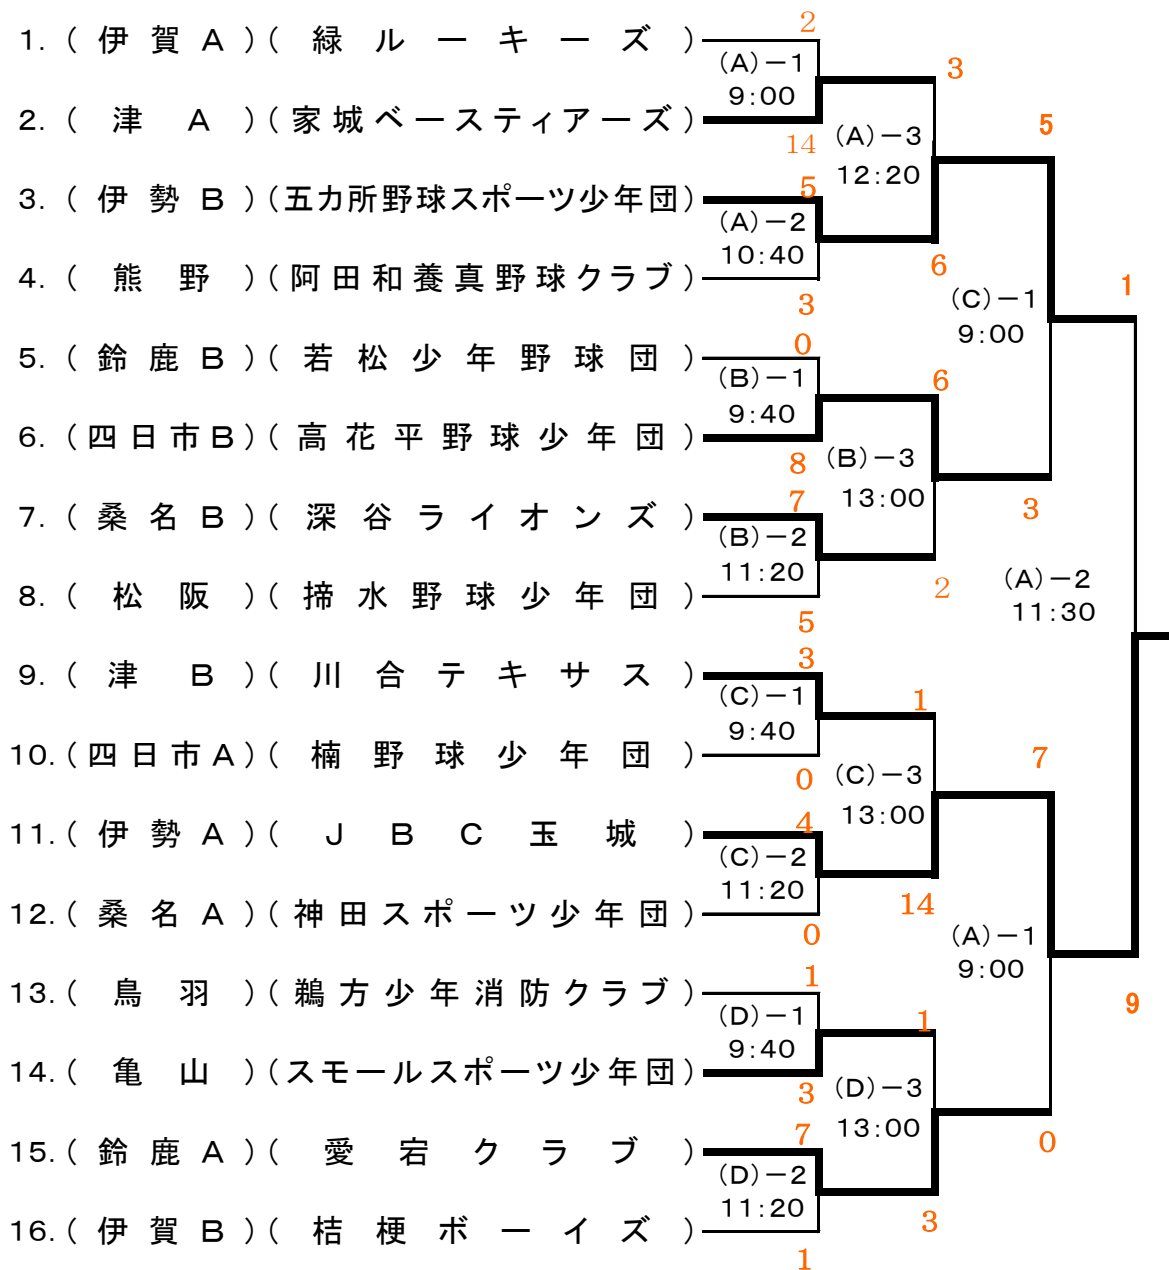 2
1.(伊賀A)(緑ルーキーズ)
(A)－1
3
9:00
2.(津A)(家城ベースティアーズ)
5
14
(A)－3
12:20
5
3.(伊勢B)(五カ所野球スポーツ少年団)
(A)－2
10:40
6
4.(熊野)(阿田和養真野球クラブ)
1
3
(C)－1
9:00
0
5.(鈴鹿B)(若松少年野球団)
(B)－1
6
9:40
6.(四日市B)(高花平野球少年団)
8
(B)－3
13:00
7
3
7.(桑名B)(深谷ライオンズ)
(B)－2
11:20
2
(A)－2
11:30
8.(松阪)(揥水野球少年団)
5
3
9.(津B)(川合テキサス)
(C)－1
1
9:40
10.(四日市A)(楠野球少年団)
7
0
(C)－3
13:00
4
11.(伊勢A)(JBC玉城)
(C)－2
11:20
14
12.(桑名A)(神田スポーツ少年団)
0
(A)－1
9:00
1
13.(鳥羽)(鵜方少年消防クラブ)
9
(D)－1
1
9:40
14.(亀山)(スモールスポーツ少年団)
3
(D)－3
13:00
7
0
15.(鈴鹿A)(愛宕クラブ)
(D)－2
11:20
3
16.(伊賀B)(桔梗ボーイズ)
1